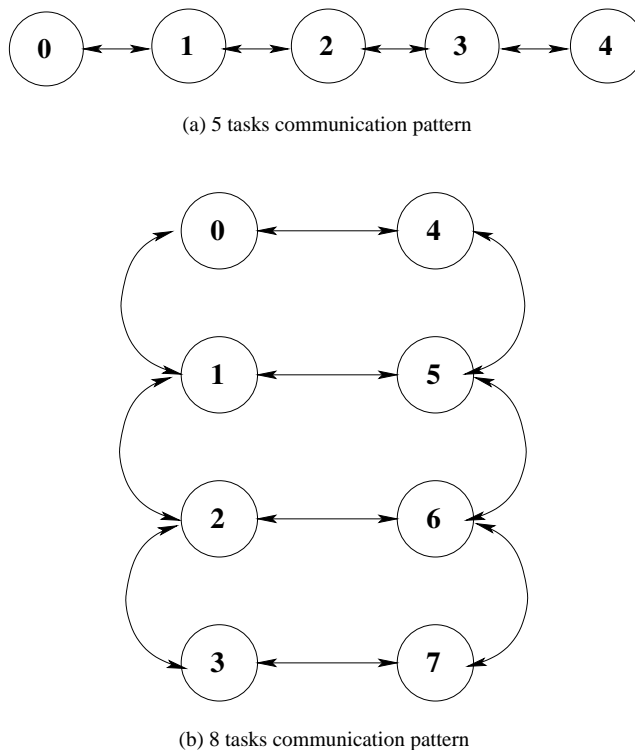 0 1 2 3 4
(a) 5 tasks communication pattern
0 4
1 5
2 6
3 7
(b) 8 tasks communication pattern